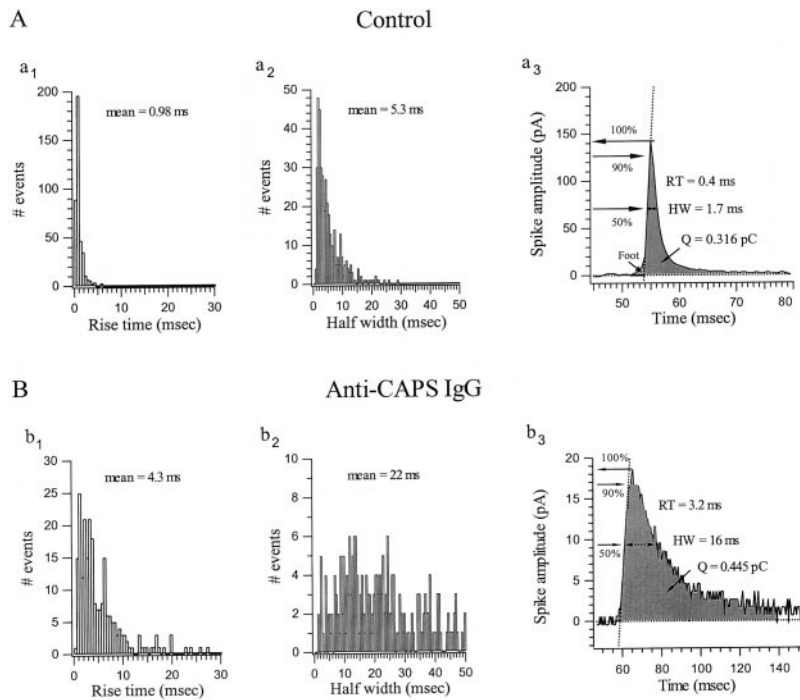 A
Control
a1
mean = 0.98 ms
# events
200
150
100
50
0
0 10 20 30
Rise time (msec)
a2
mean = 5.3 ms
# events
50
40
30
20
10
0
0 10 20 30 40 50
Half width (msec)
a3
Spike amplitude (pA)
200
150
100
50
0
100%
90%
50%
RT = 0.4 ms
HW = 1.7 ms
Q = 0.316 pC
Foot
50 60 70 80
Time (msec)
B
Anti-CAPS IgG
b1
mean = 4.3 ms
# events
30
25
20
15
10
5
0
0 10 20 30
Rise time (msec)
b2
mean = 22 ms
# events
10
8
6
4
2
0
0 10 20 30 40 50
Half width (msec)
b3
Spike amplitude (pA)
20
15
10
5
0
100%
90%
50%
RT = 3.2 ms
HW = 16 ms
Q = 0.445 pC
60 80 100 120 140
Time (msec)